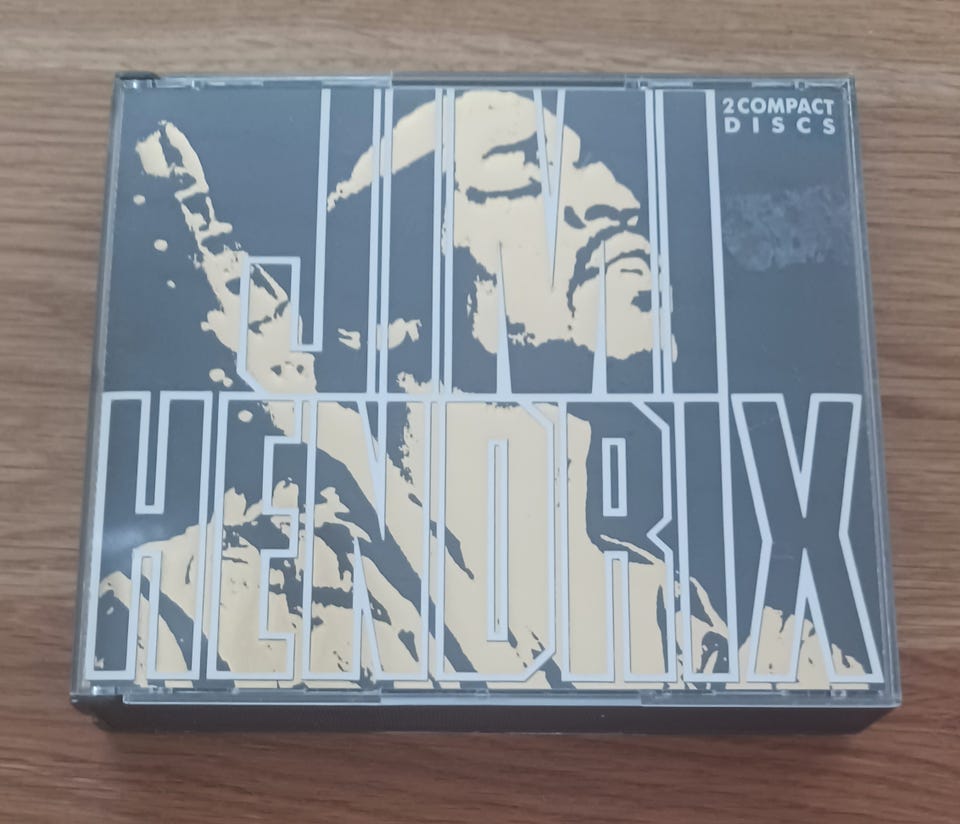 JIMI
2 COMPACT
DISCS
HENDRIX